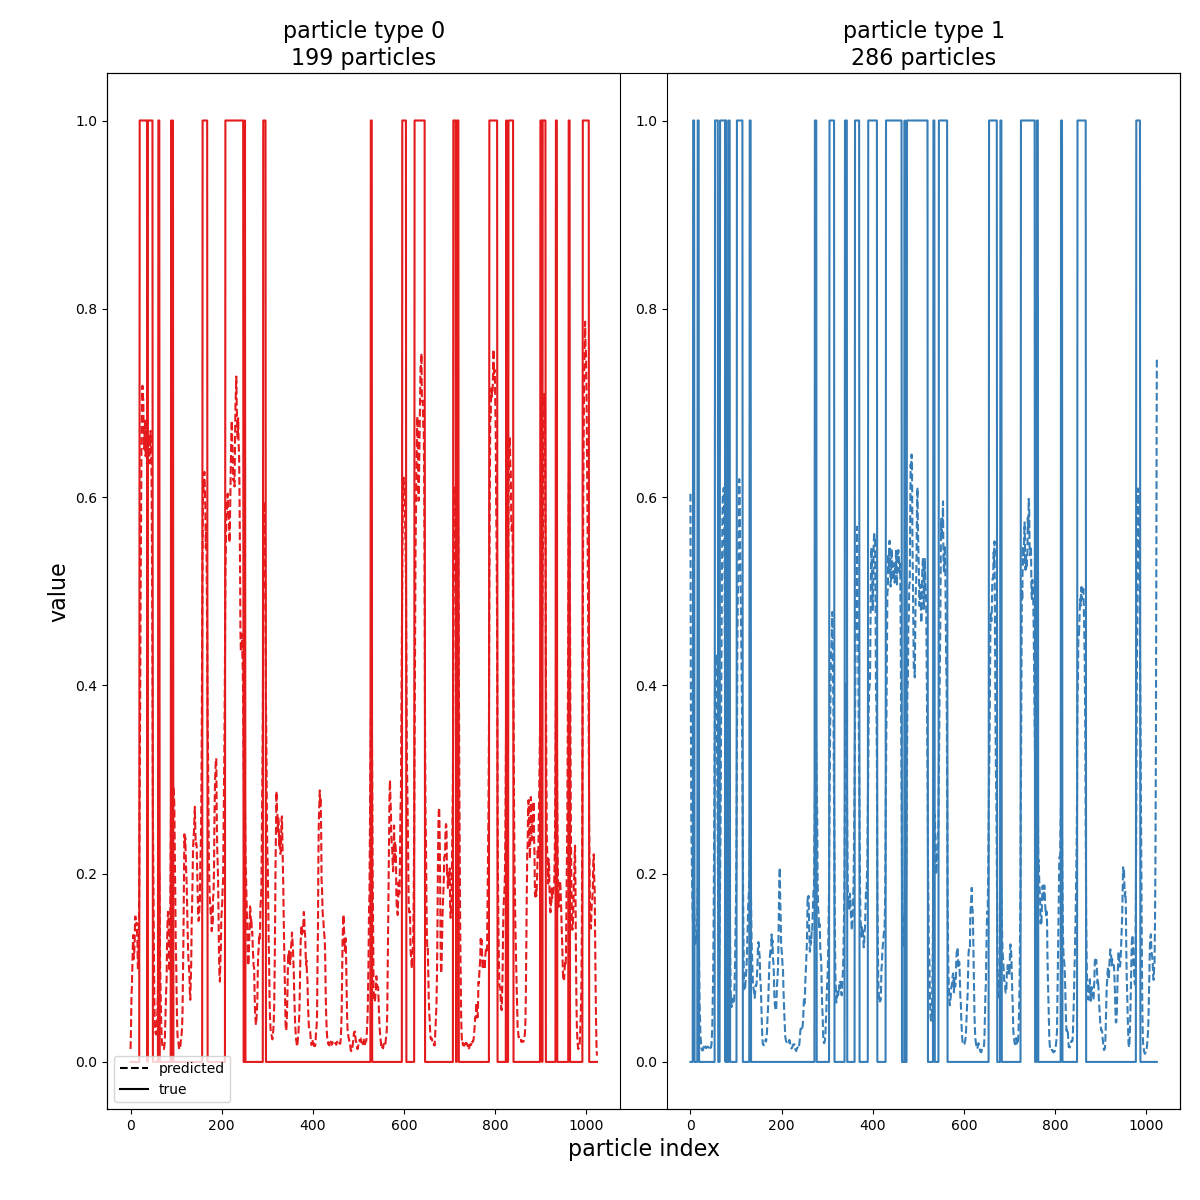 particle type 0
199 particles
particle type 1
286 particles
1.0
0.8
0.6
0.4
0.2
0.0
1.0
0.8
0.6
0.4
0.2
0.0
value
predicted
true
0 200 400 600 800 1000
0 200 400 600 800 1000
particle index